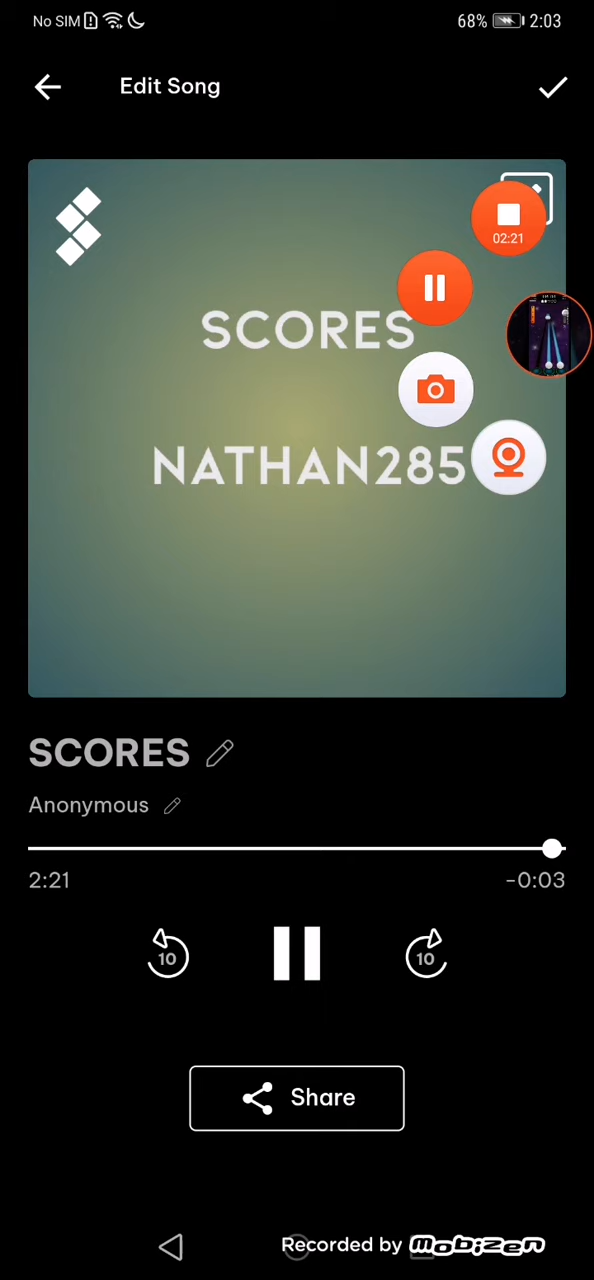 No SIM 68% 2:03
Edit Song
02:21
SCORES
NATHAN285
SCORES
Anonymous
2:21 -0:03
10 10
Share
Recorded by mobizen